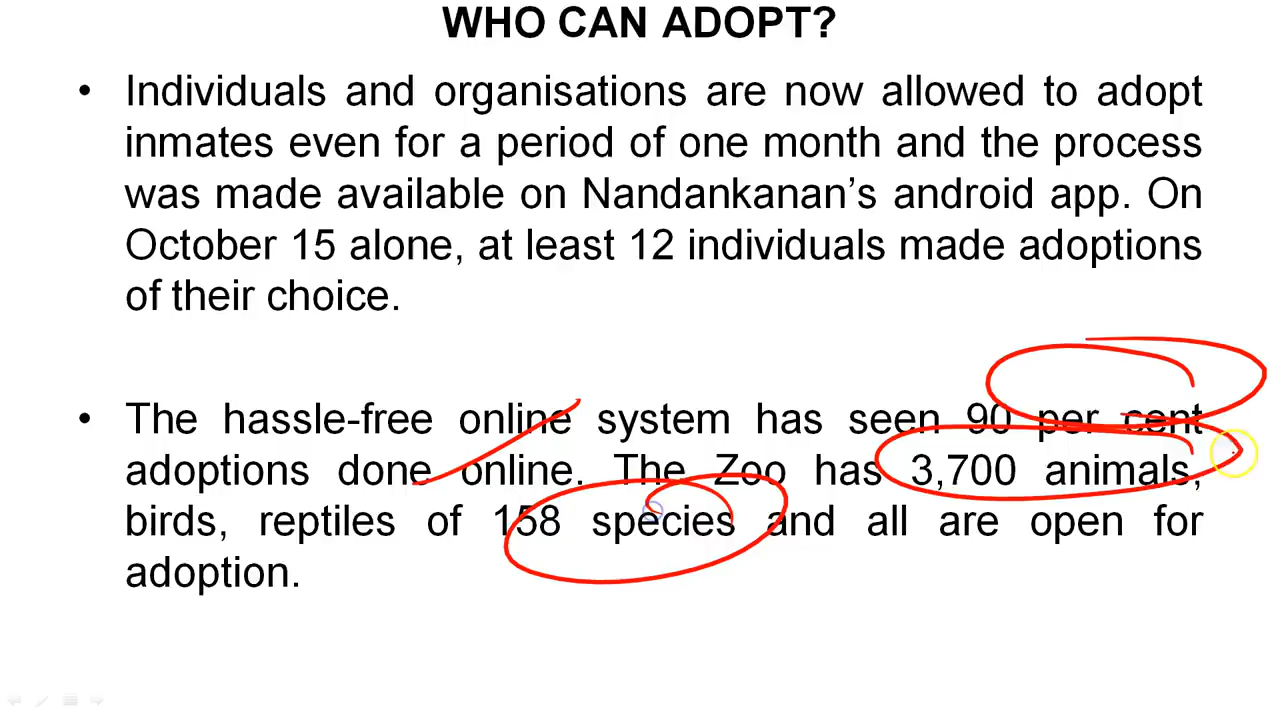 WHO CAN ADOPT?
• Individuals and organisations are now allowed to adopt
inmates even for a period of one month and the process
was made available on Nandankanan’s android app. On
October 15 alone, at least 12 individuals made adoptions
of their choice.
• The hassle-free online system has seen 90 per cent
adoptions done online. The Zoo has 3,700 animals,
birds, reptiles of 158 species and all are open for
adoption.